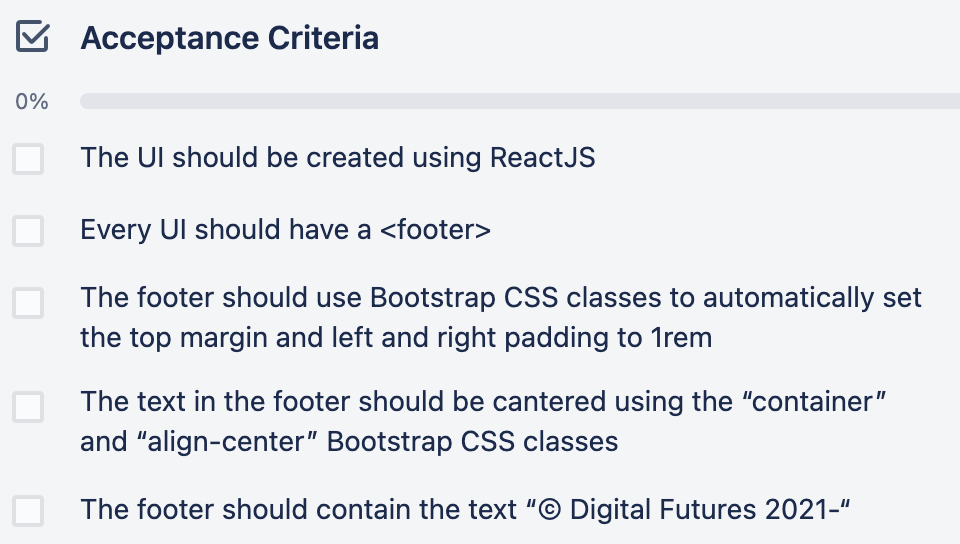 Acceptance Criteria
0%
The UI should be created using ReactJS
Every UI should have a <footer>
The footer should use Bootstrap CSS classes to automatically set
the top margin and left and right padding to 1rem
The text in the footer should be cantered using the “container”
and “align-center” Bootstrap CSS classes
The footer should contain the text “© Digital Futures 2021-“